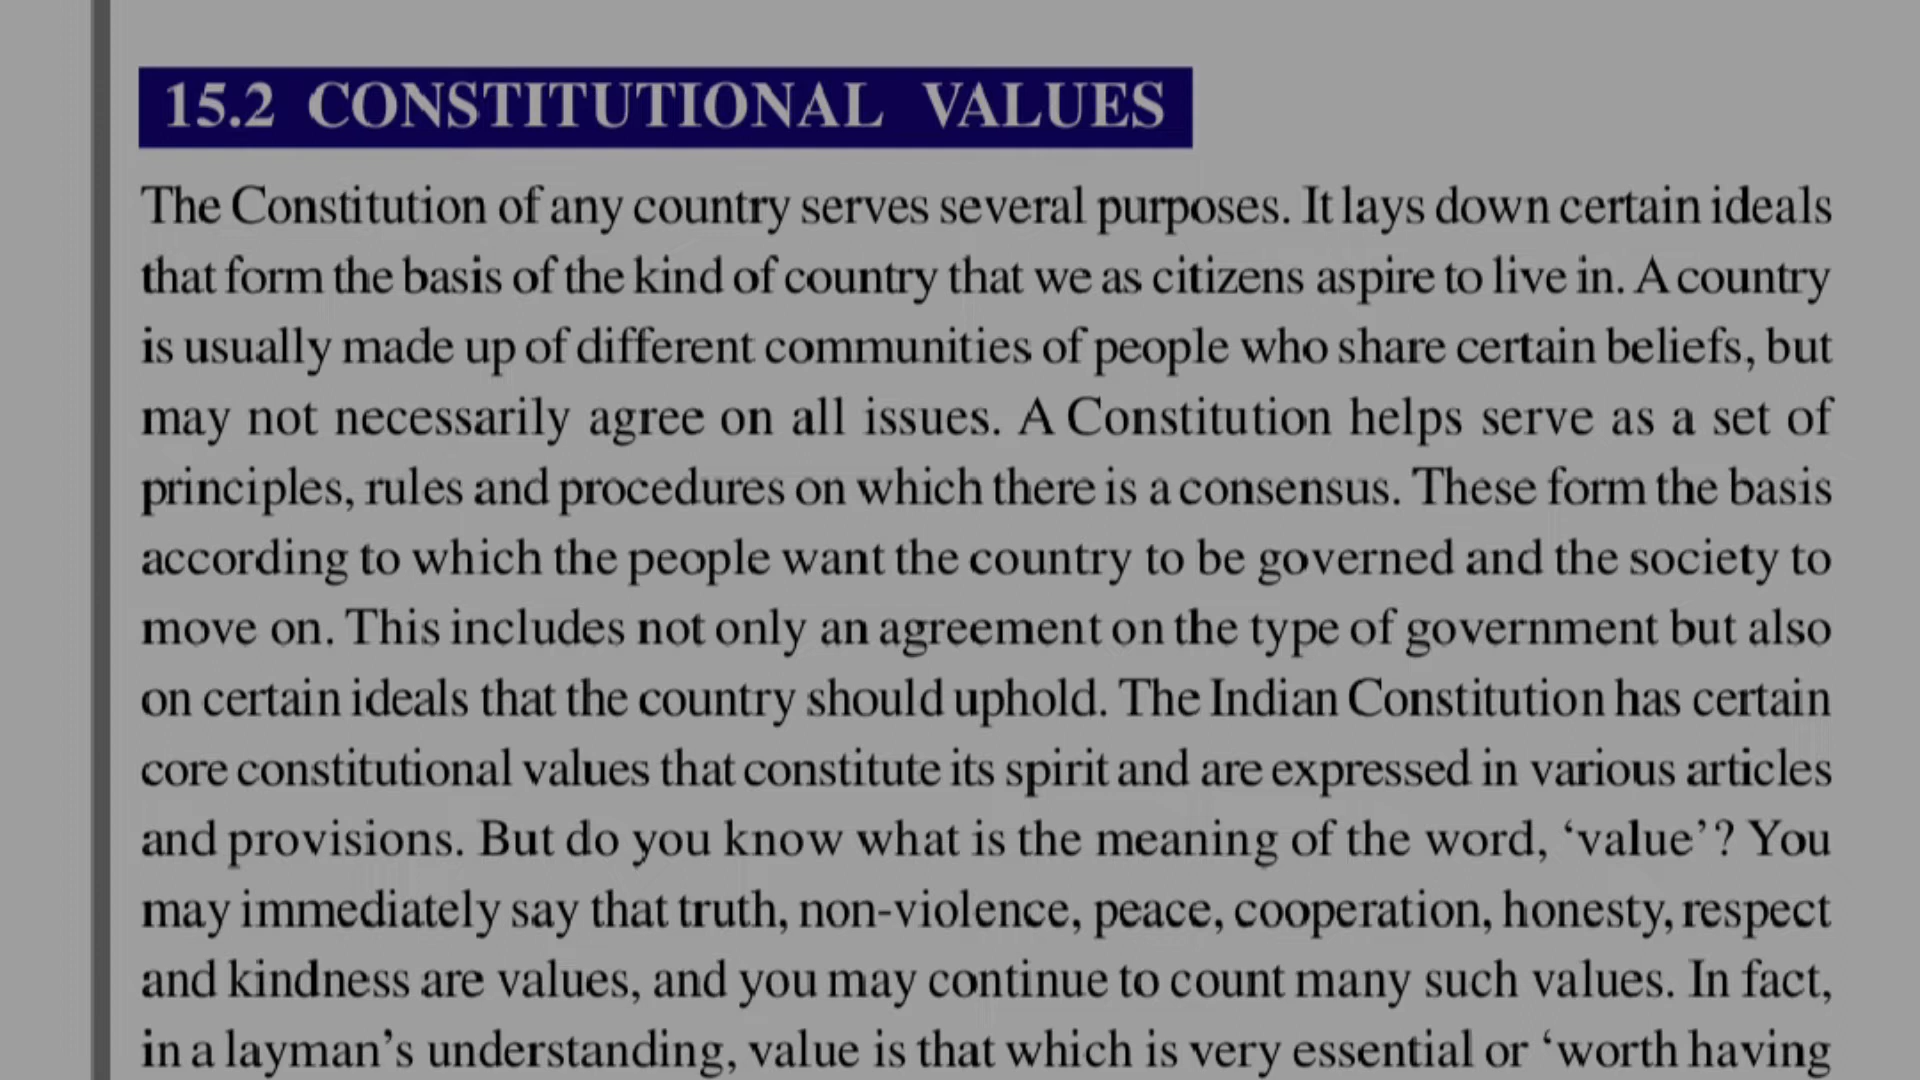 15.2 CONSTITUTIONAL VALUES
The Constitution of any country serves several purposes. It lays down certain ideals
that form the basis of the kind of country that we as citizens aspire to live in. A country
is usually made up of different communities of people who share certain beliefs, but
may not necessarily agree on all issues. A Constitution helps serve as a set of
principles, rules and procedures on which there is a consensus. These form the basis
according to which the people want the country to be governed and the society to
move on. This includes not only an agreement on the type of government but also
on certain ideals that the country should uphold. The Indian Constitution has certain
core constitutional values that constitute its spirit and are expressed in various articles
and provisions. But do you know what is the meaning of the word, ‘value’? You
may immediately say that truth, non-violence, peace, cooperation, honesty, respect
and kindness are values, and you may continue to count many such values. In fact,
in a layman’s understanding, value is that which is very essential or ‘worth having